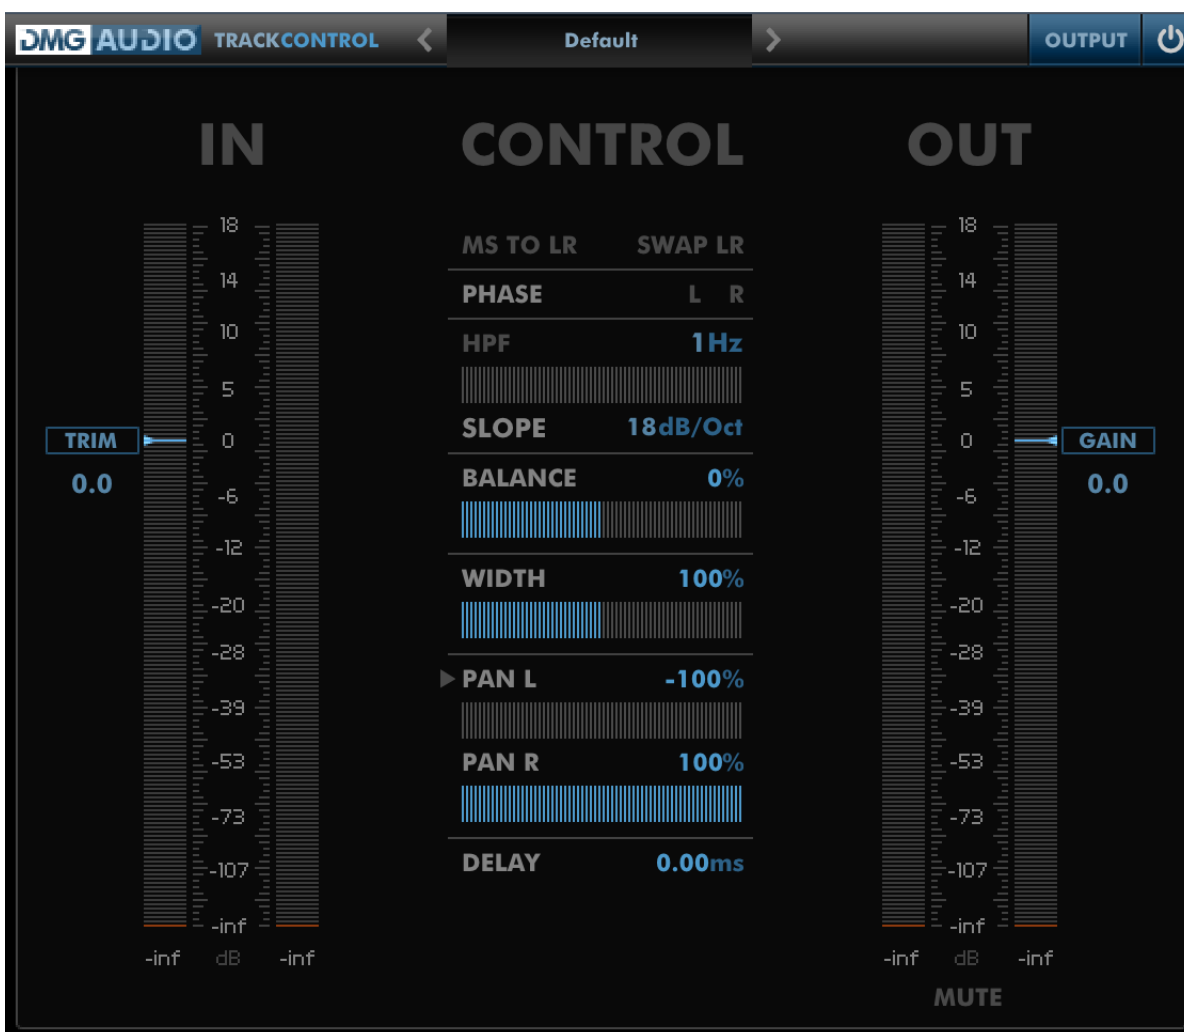 DMG AUDIO TRACKCONTROL Default OUTPUT
IN CONTROL OUT
18
14
10
5
0
-6
-12
-20
-28
-39
-53
-73
-107
-inf
-inf dB -inf
TRIM
0.0
MS TO LR SWAP LR
PHASE L R
HPF 1Hz
SLOPE 18dB/Oct
BALANCE 0%
WIDTH 100%
PAN L -100%
PAN R 100%
DELAY 0.00ms
18
14
10
5
0
-6
-12
-20
-28
-39
-53
-73
-107
-inf
-inf dB -inf
GAIN
0.0
MUTE